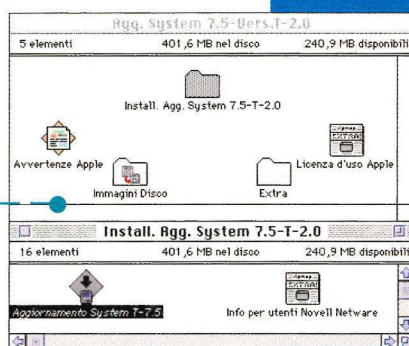 Agg. System 7.5-Vers.T-2.0
5 elementi 401,6 MB nel disco 240,9 MB disponibili
Install. Agg. System 7.5-T-2.0
Avvertenze Apple
Licenza d'uso Apple
Immagini Disco
Extra
Install. Agg. System 7.5-T-2.0
16 elementi 401,6 MB nel disco 240,9 MB disponibili
Aggiornamento System T-7.5
Info per utenti Novell Netware